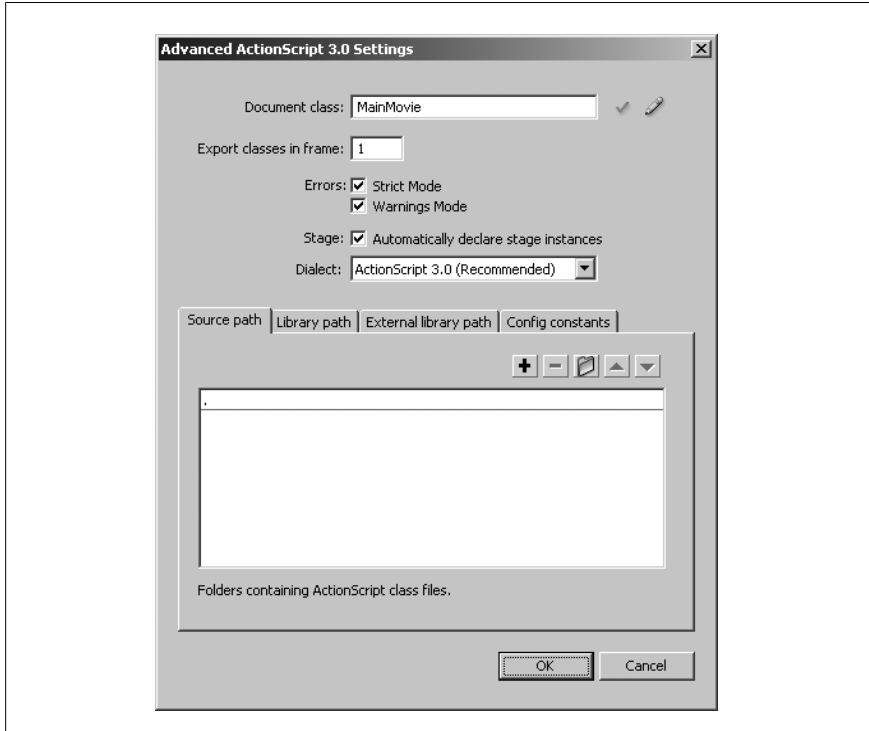 Advanced ActionScript 3.0 Settings
Document class: MainMovie
Export classes in frame: 1
Errors: Strict Mode
Warnings Mode
Stage: Automatically declare stage instances
Dialect: ActionScript 3.0 (Recommended)
Source path Library path External library path Config constants
.
Folders containing ActionScript class files.
OK Cancel